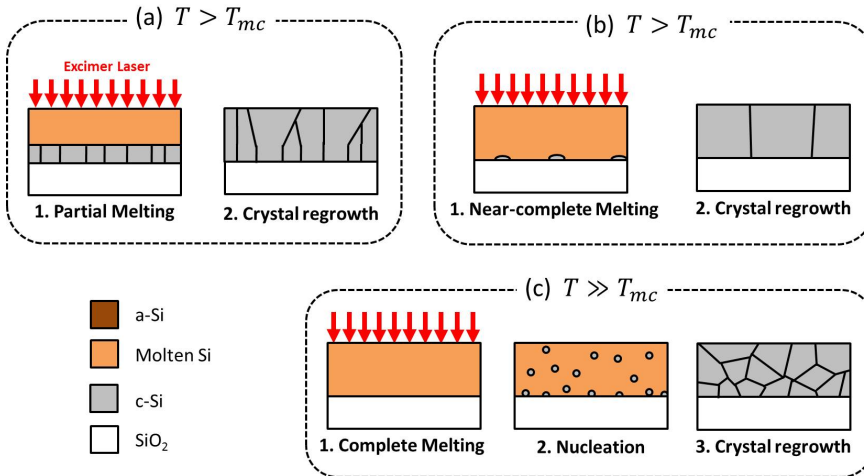 (a) T > Tmc
Excimer Laser
1. Partial Melting
2. Crystal regrowth
(b) T > Tmc
1. Near-complete Melting
2. Crystal regrowth
(c) T ≫ Tmc
a-Si
Molten Si
c-Si
SiO₂
1. Complete Melting
2. Nucleation
3. Crystal regrowth